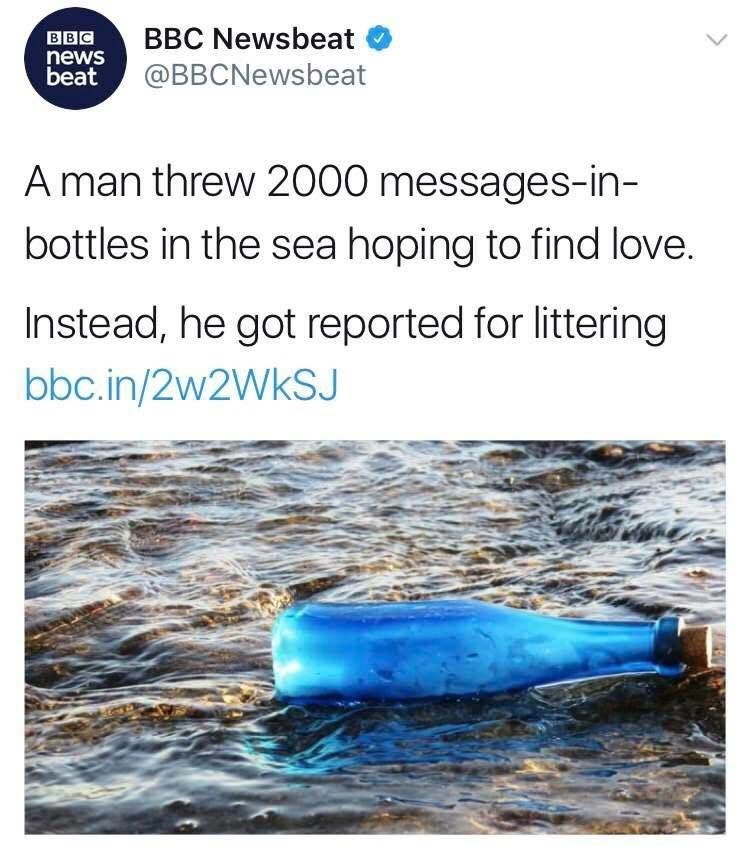 BBC
news
beat
BBC Newsbeat
@BBCNewsbeat
A man threw 2000 messages-in-
bottles in the sea hoping to find love.
Instead, he got reported for littering
bbc.in/2w2WkSJ